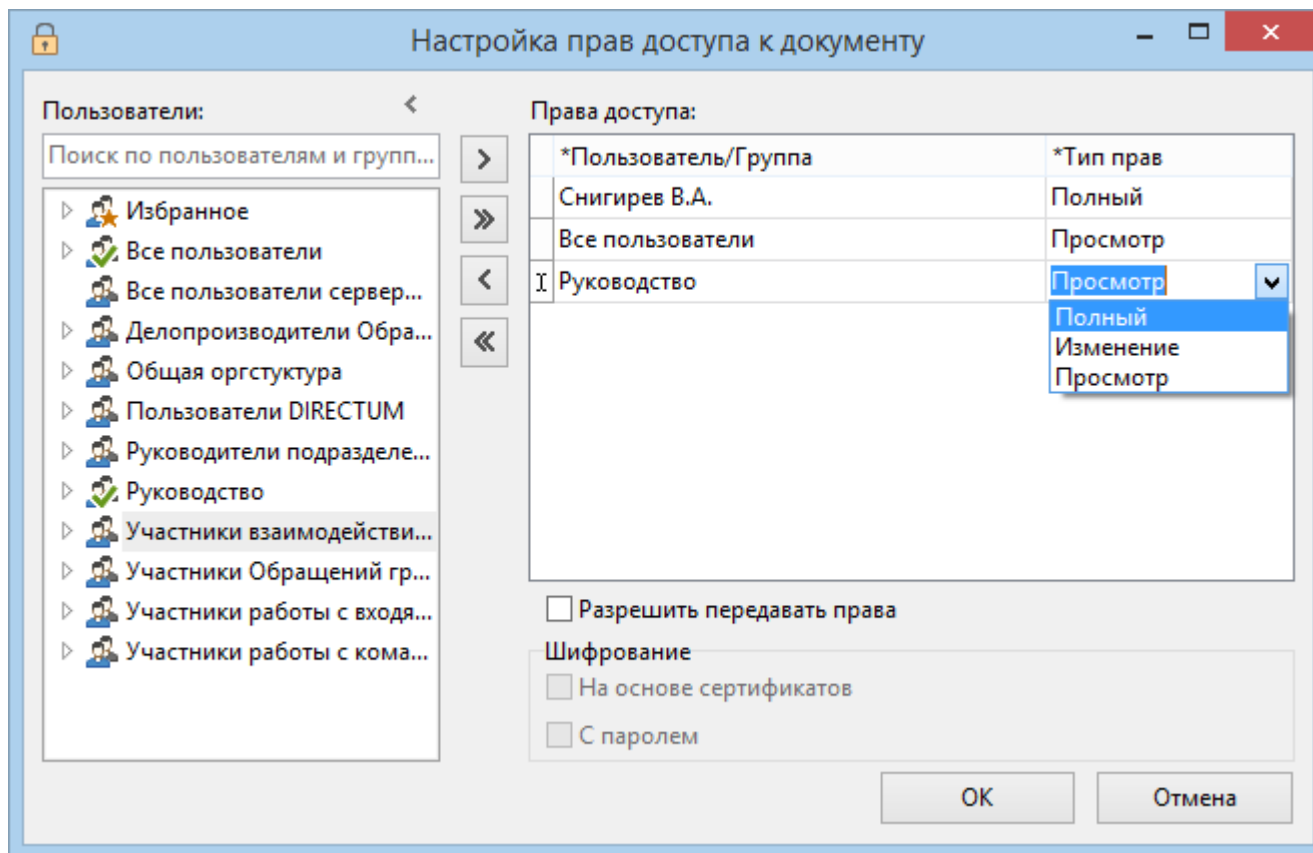 Настройка прав доступа к документу
Пользователи:
Поиск по пользователям и групп...
Избранное
Все пользователи
Все пользователи сервер...
Делопроизводители Обра...
Общая оргстуктура
Пользователи DIRECTUM
Руководители подразделе...
Руководство
Участники взаимодействи...
Участники Обращений гр...
Участники работы с входя...
Участники работы с кома...
Права доступа:
*Пользователь/Группа *Тип прав
Снигирев В.А. Полный
Все пользователи Просмотр
Руководство Просмотр
Полный
Изменение
Просмотр
Разрешить передавать права
Шифрование
На основе сертификатов
С паролем
ОК Отмена